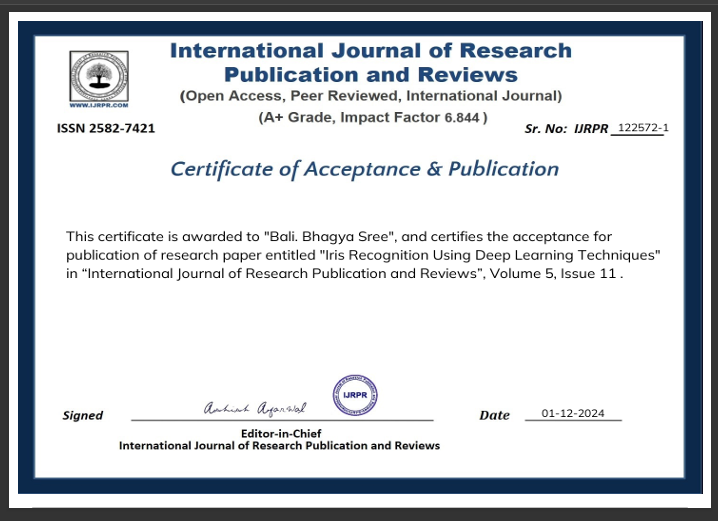 International Journal of Research
Publication and Reviews
(Open Access, Peer Reviewed, International Journal)
(A+ Grade, Impact Factor 6.844 )
WWW.IJRPR.COM
ISSN 2582-7421
Sr. No: IJRPR 122572-1
Certificate of Acceptance & Publication
This certificate is awarded to "Bali. Bhagya Sree", and certifies the acceptance for
publication of research paper entitled "Iris Recognition Using Deep Learning Techniques"
in “International Journal of Research Publication and Reviews”, Volume 5, Issue 11 .
IJRPR
Signed
Ashish Agarwal
Date 01-12-2024
Editor-in-Chief
International Journal of Research Publication and Reviews